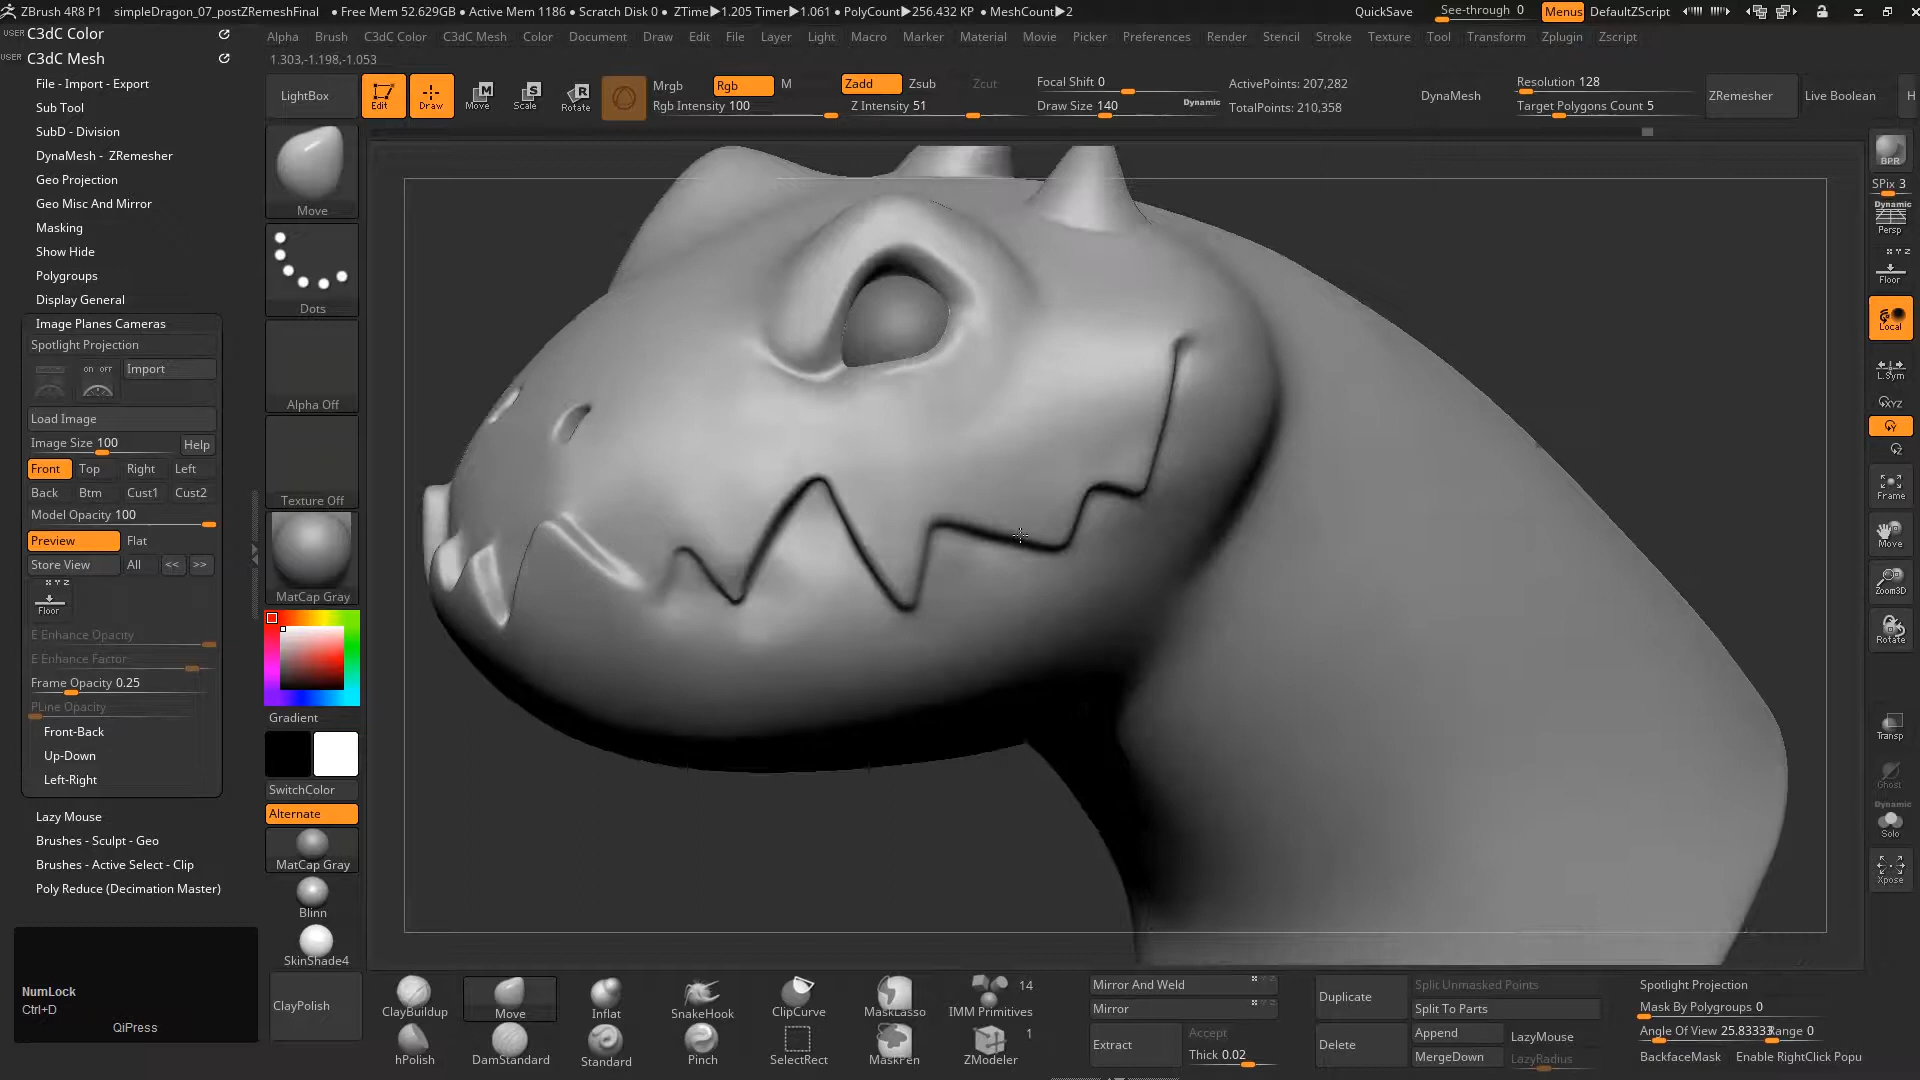 ZBrush 4R8 P1 simpleDragon_07_postZRemeshFinal ● Free Mem 52.629GB ● Active Mem 1186 ● Scratch Disk 0 ● ZTime▶1.205 Timer▶1.061 ● PolyCount▶256.432 KP ● MeshCount▶2 QuickSave See-through 0 Menus DefaultZScript
USER C3dC Color
Alpha Brush C3dC Color C3dC Mesh Color Document Draw Edit File Layer Light Macro Marker Material Movie Picker Preferences Render Stencil Stroke Texture Tool Transform Zplugin Zscript
USER C3dC Mesh
1.303,-1.198,-1.053
File - Import - Export
Sub Tool
SubD - Division
DynaMesh - ZRemesher
Geo Projection
Geo Misc And Mirror
Masking
Show Hide
Polygroups
Display General
Image Planes Cameras
Spotlight Projection
ON OFF
Import
Load Image
Image Size 100 Help
Front Top Right Left
Back Btm Cust1 Cust2
Model Opacity 100
Preview Flat
Store View All << >>
X Y Z
Floor
E Enhance Opacity
E Enhance Factor
Frame Opacity 0.25
PLine Opacity
Front-Back
Up-Down
Left-Right
Lazy Mouse
Brushes - Sculpt - Geo
Brushes - Active Select - Clip
Poly Reduce (Decimation Master)
NumLock
Ctrl+D
QiPress
LightBox Edit Draw Move Scale Rotate
M S R
Mrgb Rgb M Zadd Zsub Zcut
Rgb Intensity 100 Z Intensity 51
Focal Shift 0
Draw Size 140 Dynamic
ActivePoints: 207,282
TotalPoints: 210,358
DynaMesh
Resolution 128
Target Polygons Count 5
ZRemesher Live Boolean H
Move
Dots
Alpha Off
Texture Off
MatCap Gray
Gradient
SwitchColor
Alternate
MatCap Gray
Blinn
SkinShade4
ClayPolish
BPR
SPix 3
Dynamic
Persp
X Y Z
Floor
Local
L.Sym
XYZ
Y
Z
Frame
Move
Zoom3D
Rotate
Transp
Ghost
Dynamic
Solo
Xpose
ClayBuildup Move Inflat SnakeHook ClipCurve MaskLasso IMM Primitives 14
hPolish DamStandard Standard Pinch SelectRect MaskPen ZModeler 1
Mirror And Weld
Mirror
Extract Accept
Thick 0.02
Duplicate
Delete
Split Unmasked Points
Split To Parts
Append
MergeDown
LazyMouse
LazyRadius
Spotlight Projection
Mask By Polygroups 0
Angle Of View 25.83333 Range 0
BackfaceMask Enable RightClick Popu